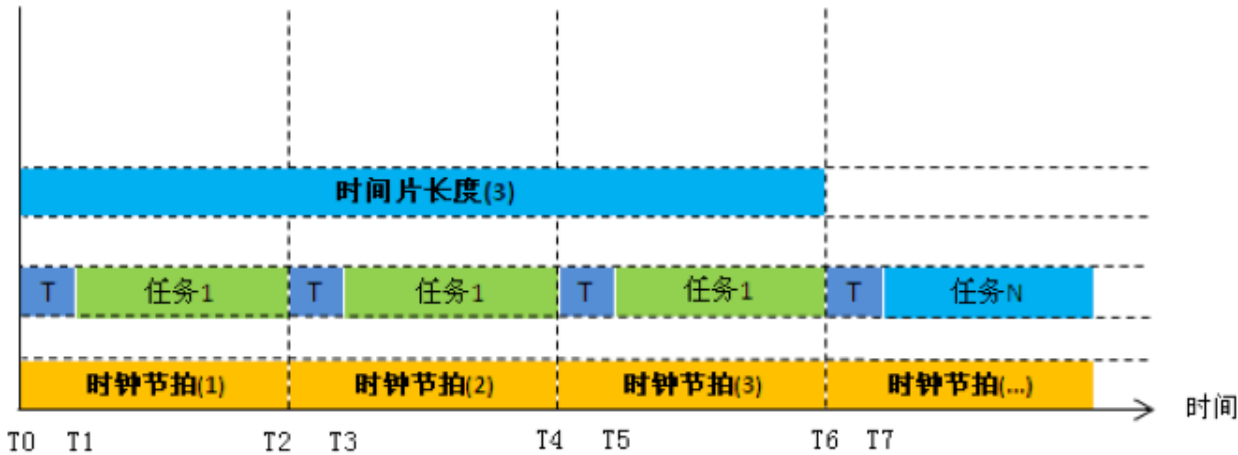 时间片长度(3)
T 任务1 T 任务1 T 任务1 T 任务N
时钟节拍(1) 时钟节拍(2) 时钟节拍(3) 时钟节拍(...)
时间
T0 T1 T2 T3 T4 T5 T6 T7